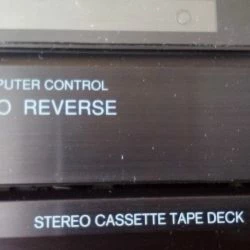 PUTER CONTROL
O REVERSE
STEREO CASSETTE TAPE DECK